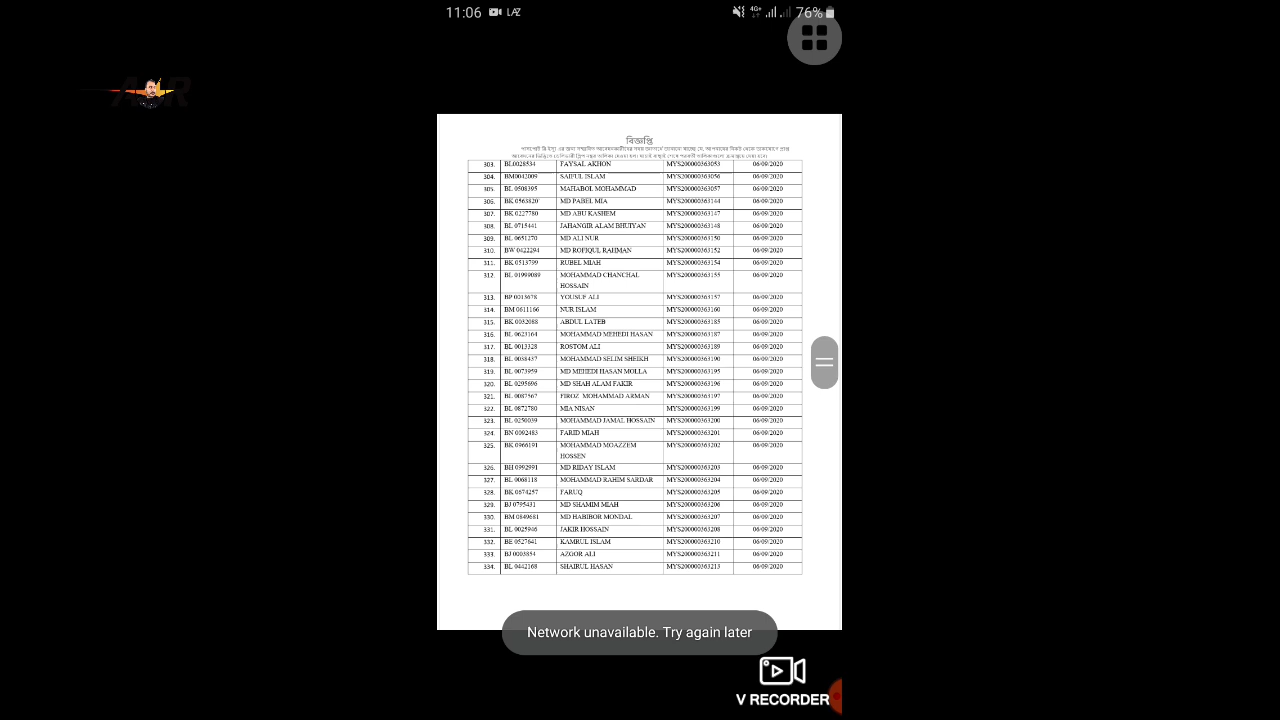 11:06 LAZ 4G+ 76%
বিজ্ঞপ্তি
303. BL0028534 FAYSAL AKHON MYS200000363053 06/09/2020
304. BM0042009 SAIFUL ISLAM MYS200000363056 06/09/2020
305. BL 0508395 MAHABOL MOHAMMAD MYS200000363057 06/09/2020
306. BK 0563820' MD PABEL MIA MYS200000363144 06/09/2020
307. BK 0227780 MD ABU KASHEM MYS200000363147 06/09/2020
308. BL 0715441 JAHANGIR ALAM BHUIYAN MYS200000363148 06/09/2020
309. BL 0651270 MD ALI NUR MYS200000363150 06/09/2020
310. BW 0422294 MD ROFIQUL RAHMAN MYS200000363152 06/09/2020
311. BK 0513799 RUBEL MIAH MYS200000363154 06/09/2020
312. BL 01999089 MOHAMMAD CHANCHAL MYS200000363155 06/09/2020
HOSSAIN
313. BP 0013678 YOUSUF ALI MYS200000363157 06/09/2020
314. BM 0611166 NUR ISLAM MYS200000363160 06/09/2020
315. BK 0032088 ABDUL LATEB MYS200000363185 06/09/2020
316. BL 0623164 MOHAMMAD MEHEDI HASAN MYS200000363187 06/09/2020
317. BL 0013328 ROSTOM ALI MYS200000363189 06/09/2020
318. BL 0038437 MOHAMMAD SELIM SHEIKH MYS200000363190 06/09/2020
319. BL 0073959 MD MEHEDI HASAN MOLLA MYS200000363195 06/09/2020
320. BL 0295696 MD SHAH ALAM FAKIR MYS200000363196 06/09/2020
321. BL 0087567 FIROZ MOHAMMAD ARMAN MYS200000363197 06/09/2020
322. BL 0872780 MIA NISAN MYS200000363199 06/09/2020
323. BL 0250039 MOHAMMAD JAMAL HOSSAIN MYS200000363200 06/09/2020
324. BN 0092483 FARID MIAH MYS200000363201 06/09/2020
325. BK 0966191 MOHAMMAD MOAZZEM MYS200000363202 06/09/2020
HOSSEN
326. BH 0992991 MD RIDAY ISLAM MYS200000363203 06/09/2020
327. BL 0068118 MOHAMMAD RAHIM SARDAR MYS200000363204 06/09/2020
328. BK 0674257 FARUQ MYS200000363205 06/09/2020
329. BJ 0795431 MD SHAMIM MIAH MYS200000363206 06/09/2020
330. BM 0849681 MD HABIBOR MONDAL MYS200000363207 06/09/2020
331. BL 0025946 JAKIR HOSSAIN MYS200000363208 06/09/2020
332. BE 0527641 KAMRUL ISLAM MYS200000363210 06/09/2020
333. BJ 0003854 AZGOR ALI MYS200000363211 06/09/2020
334. BL 0442168 SHAIRUL HASAN MYS200000363213 06/09/2020
Network unavailable. Try again later
V RECORDER